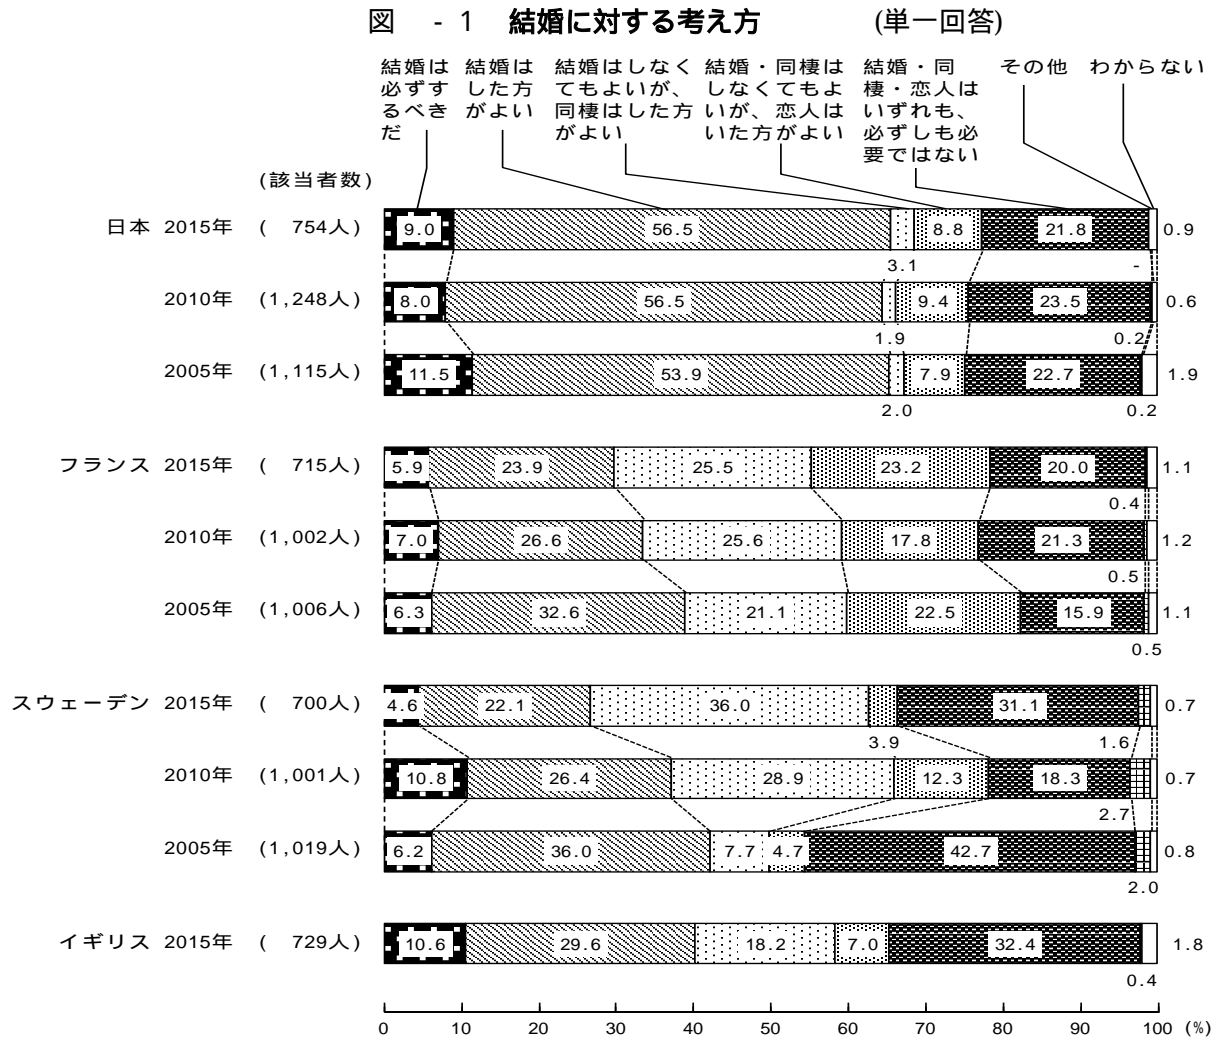 図 - 1 結婚に対する考え方 (単一回答)
結婚は
必ずす
るべき
だ
結婚は
した方
がよい
結婚はしなく
てもよいが、
同棲はした方
がよい
結婚・同棲は
しなくてもよ
いが、恋人は
いた方がよい
結婚・同
棲・恋人は
いずれも、
必ずしも必
要ではない
その他
わからない
(該当者数)
日本 2015年 ( 754人) 9.0 56.5 8.8 21.8 0.9
3.1 -
2010年 (1,248人) 8.0 56.5 9.4 23.5 0.6
1.9 0.2
2005年 (1,115人) 11.5 53.9 7.9 22.7 1.9
2.0 0.2
フランス 2015年 ( 715人) 5.9 23.9 25.5 23.2 20.0 1.1
0.4
2010年 (1,002人) 7.0 26.6 25.6 17.8 21.3 1.2
0.5
2005年 (1,006人) 6.3 32.6 21.1 22.5 15.9 1.1
0.5
スウェーデン 2015年 ( 700人) 4.6 22.1 36.0 31.1 0.7
3.9 1.6
2010年 (1,001人) 10.8 26.4 28.9 12.3 18.3 0.7
2.7
2005年 (1,019人) 6.2 36.0 7.7 4.7 42.7 0.8
2.0
イギリス 2015年 ( 729人) 10.6 29.6 18.2 7.0 32.4 1.8
0.4
0 10 20 30 40 50 60 70 80 90 100 (%)